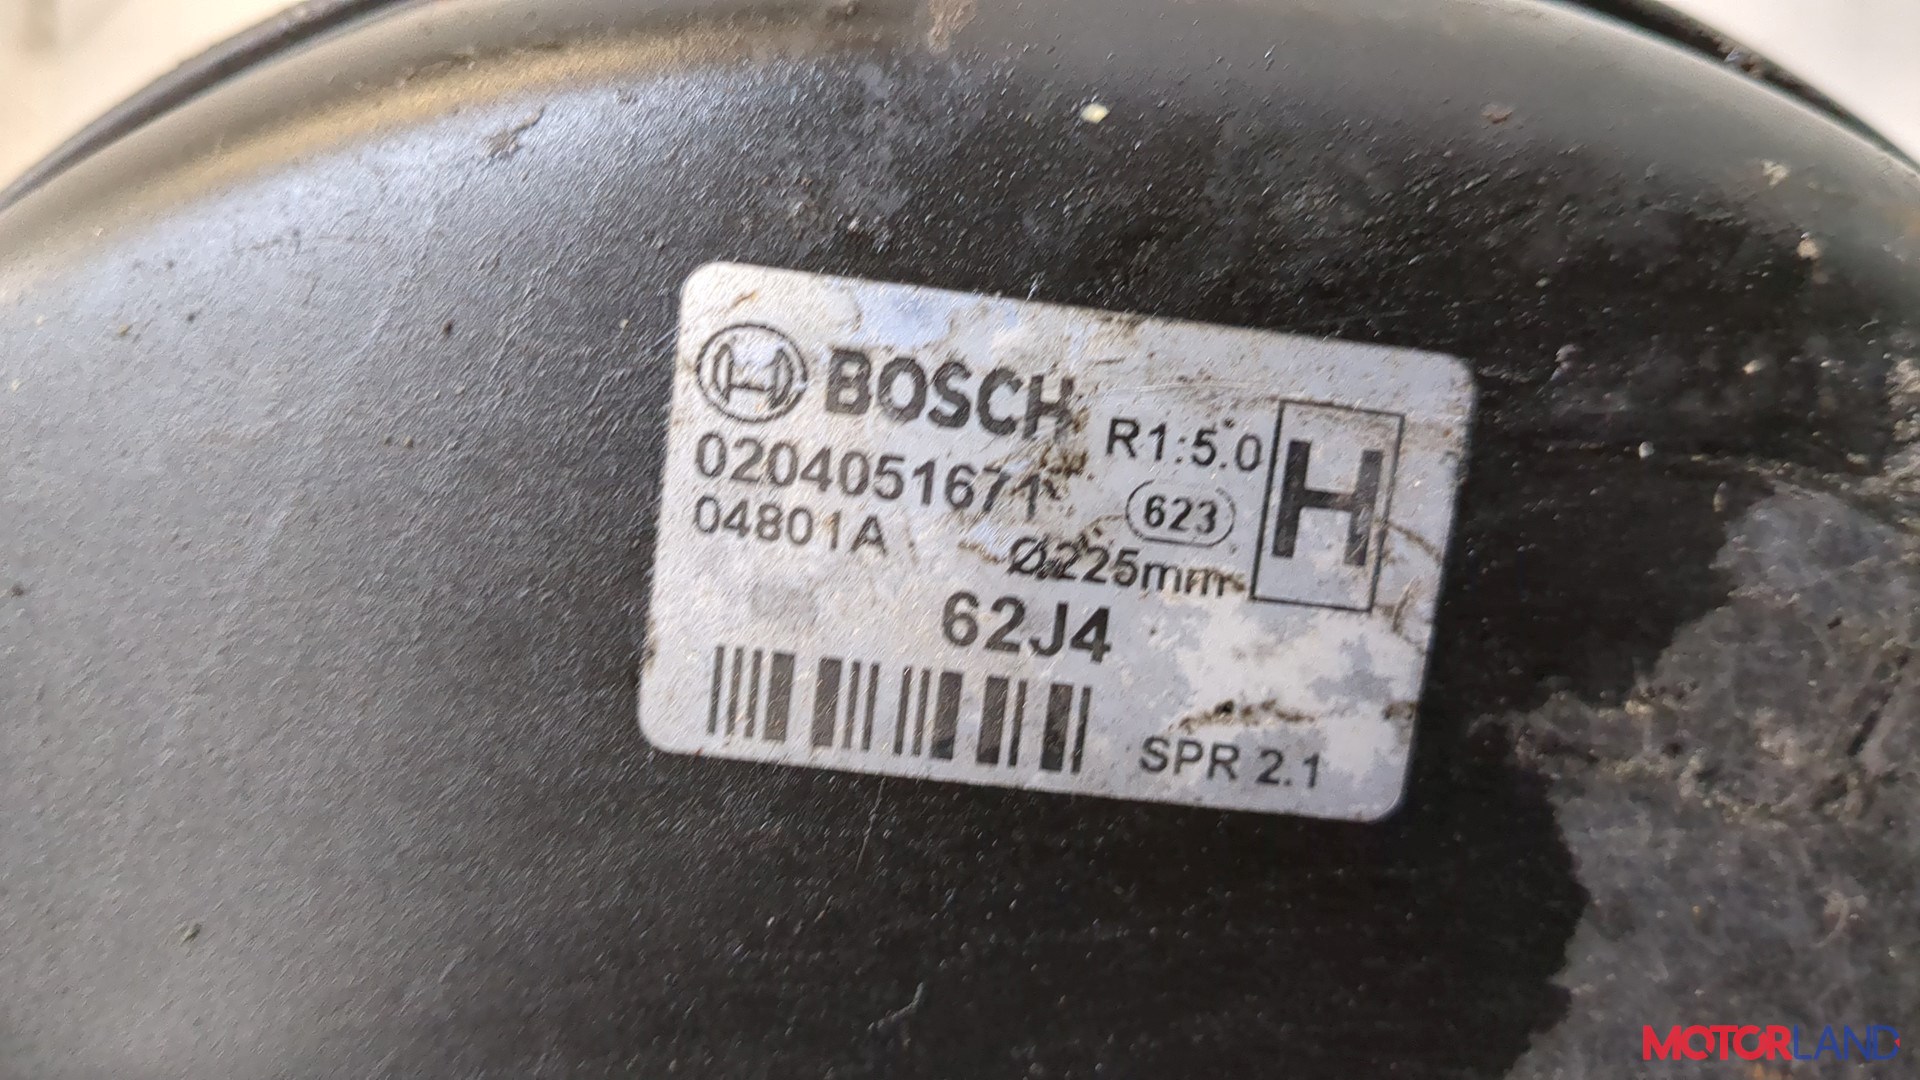 BOSCH
R1:5.0
H
0204051671
623
04801A
Ø225mm
62J4
SPR 2.1
MOTORLAND